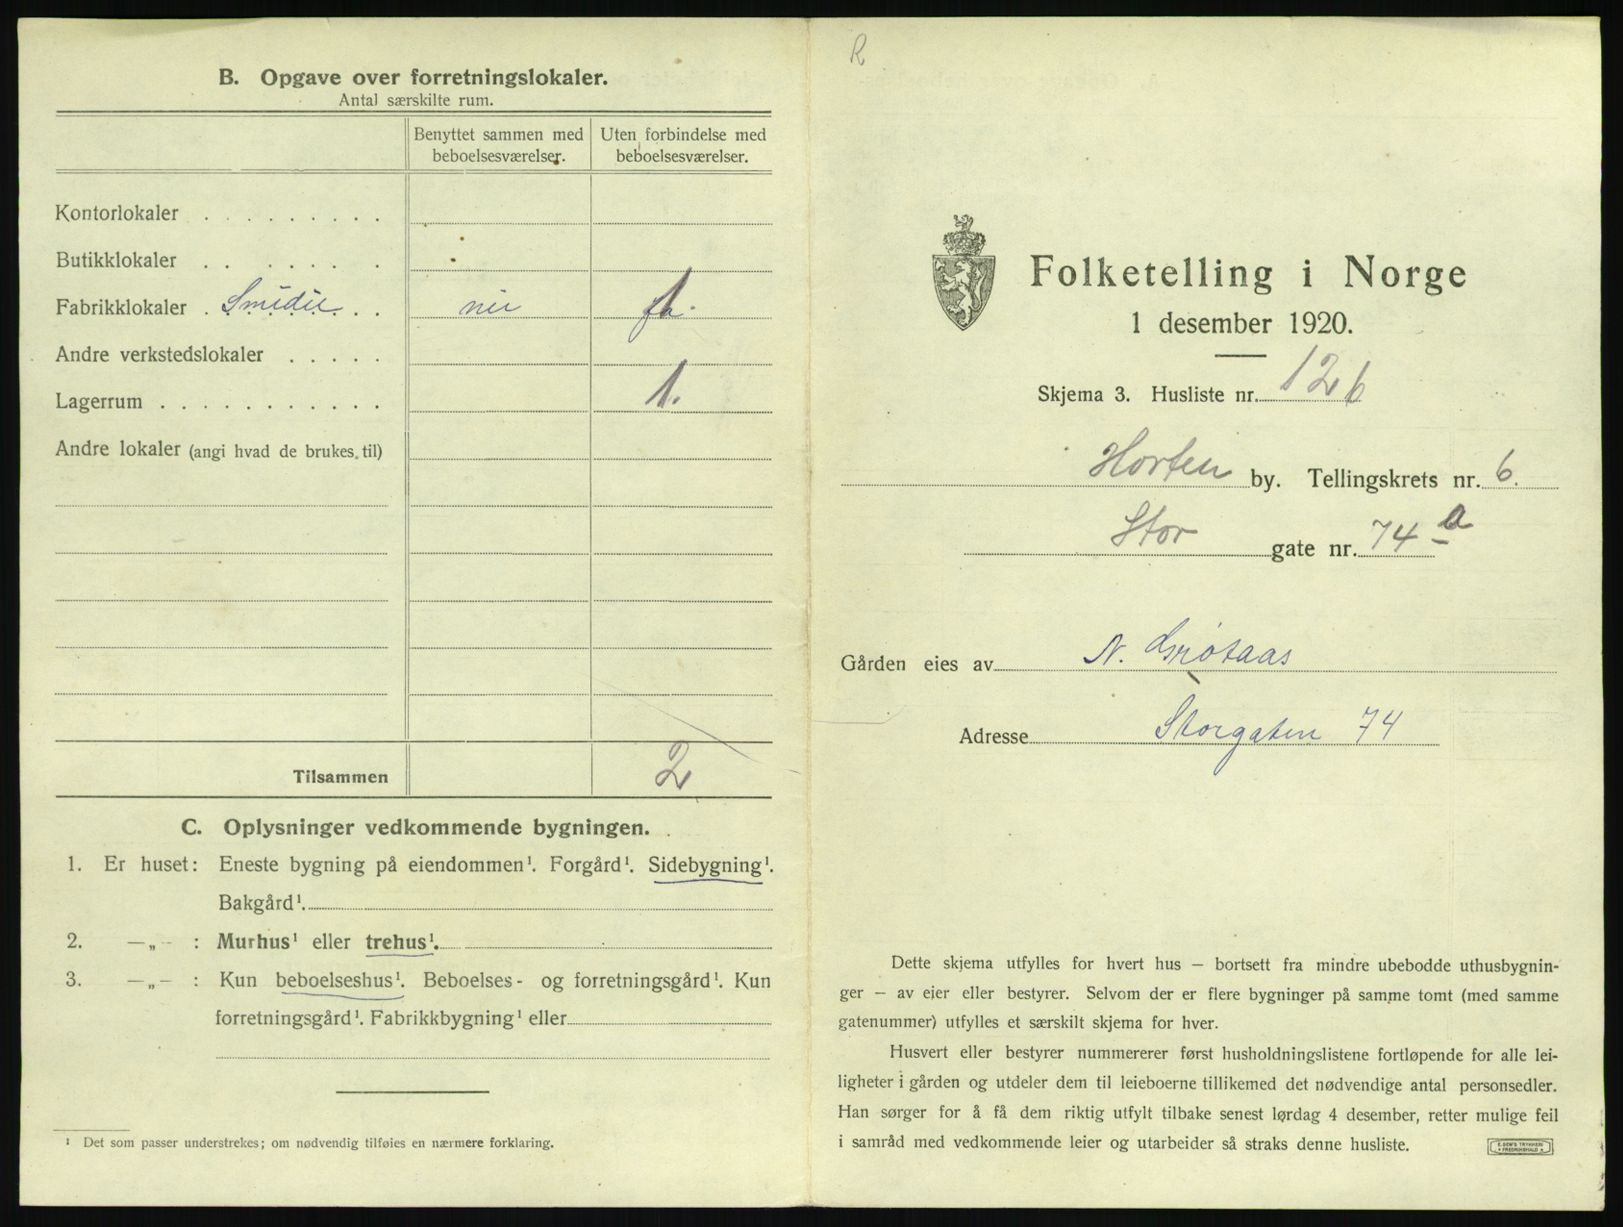 B. Opgave over forretningslokaler.
Antal særskilte rum.
Benyttet sammen med beboelsesværelser.
Uten forbindelse med beboelsesværelser.
Kontorlokaler . . . . . . . . .
Butikklokaler . . . . . . .
Fabrikklokaler . Smidie . .
Andre verkstedslokaler . . . . .
Lagerrum . . . . . . . . . . . 1.
Andre lokaler (angi hvad de brukes til)
Tilsammen 2
C. Oplysninger vedkommende bygningen.
1. Er huset: Eneste bygning på eiendommen¹. Forgård¹. Sidebygning¹.
Bakgård¹.
2. —„— : Murhus¹ eller trehus¹.
3. —„— : Kun beboelseshus¹. Beboelses- og forretningsgård¹. Kun
forretningsgård¹. Fabrikkbygning¹ eller
¹ Det som passer understrekes; om nødvendig tilføies en nærmere forklaring.
R
Folketelling i Norge
1 desember 1920.
Skjema 3. Husliste nr. 126
Horten by. Tellingskrets nr. 6.
Stor gate nr. 74 a
Gården eies av N. Grøtaas
Adresse Storgaten 74
Dette skjema utfylles for hvert hus — bortsett fra mindre ubebodde uthusbygnin-
ger — av eier eller bestyrer. Selvom der er flere bygninger på samme tomt (med samme
gatenummer) utfylles et særskilt skjema for hver.
Husvert eller bestyrer nummererer først husholdningslistene fortløpende for alle lei-
ligheter i gården og utdeler dem til leieboerne tillikemed det nødvendige antal personsedler.
Han sørger for å få dem riktig utfylt tilbake senest lørdag 4 desember, retter mulige feil
i samråd med vedkommende leier og utarbeider så straks denne husliste.